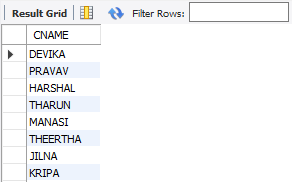 Result Grid Filter Rows:
CNAME
DEVIKA
PRAVAV
HARSHAL
THARUN
MANASI
THEERTHA
JILNA
KRIPA